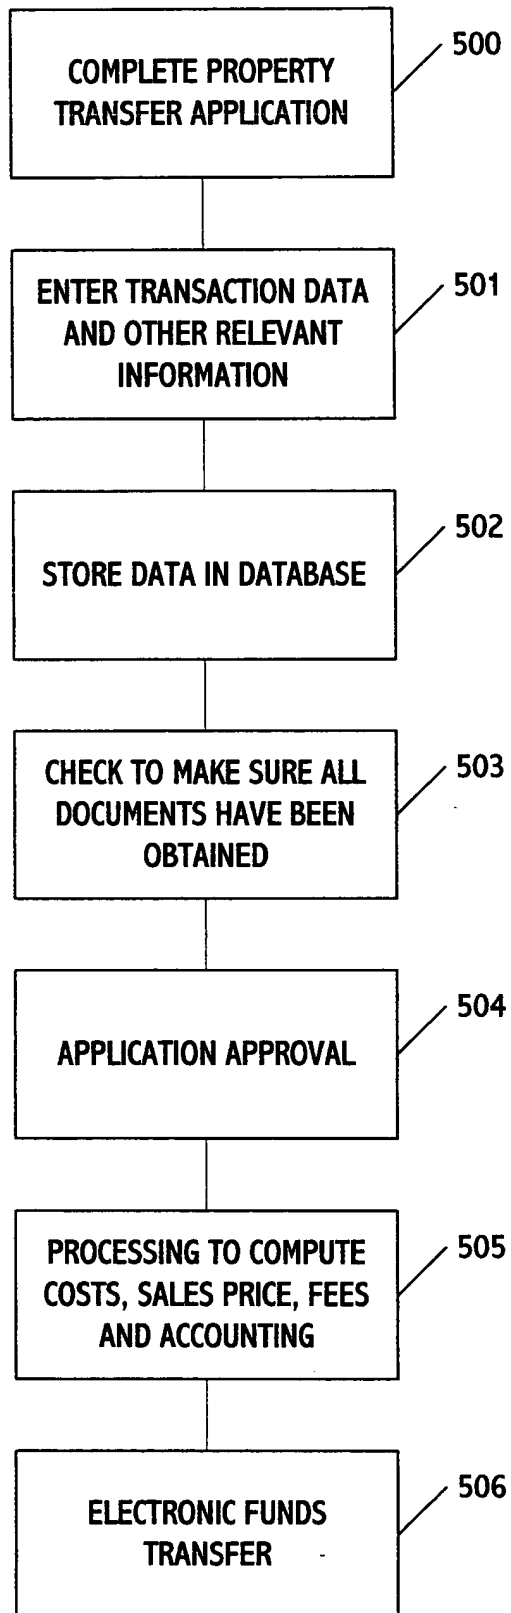 COMPLETE PROPERTY
TRANSFER APPLICATION
500
ENTER TRANSACTION DATA
AND OTHER RELEVANT
INFORMATION
501
STORE DATA IN DATABASE
502
CHECK TO MAKE SURE ALL
DOCUMENTS HAVE BEEN
OBTAINED
503
APPLICATION APPROVAL
504
PROCESSING TO COMPUTE
COSTS, SALES PRICE, FEES
AND ACCOUNTING
505
ELECTRONIC FUNDS
TRANSFER
506